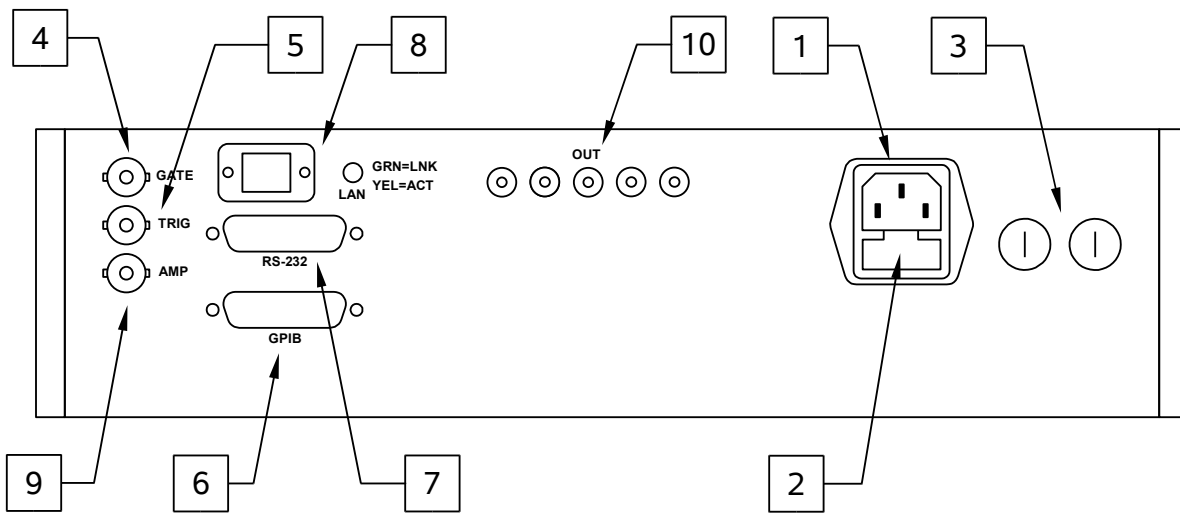 4
5
8
10
1
3
GATE
TRIG
AMP
LAN
GRN=LNK
YEL=ACT
OUT
RS-232
GPIB
9
6
7
2